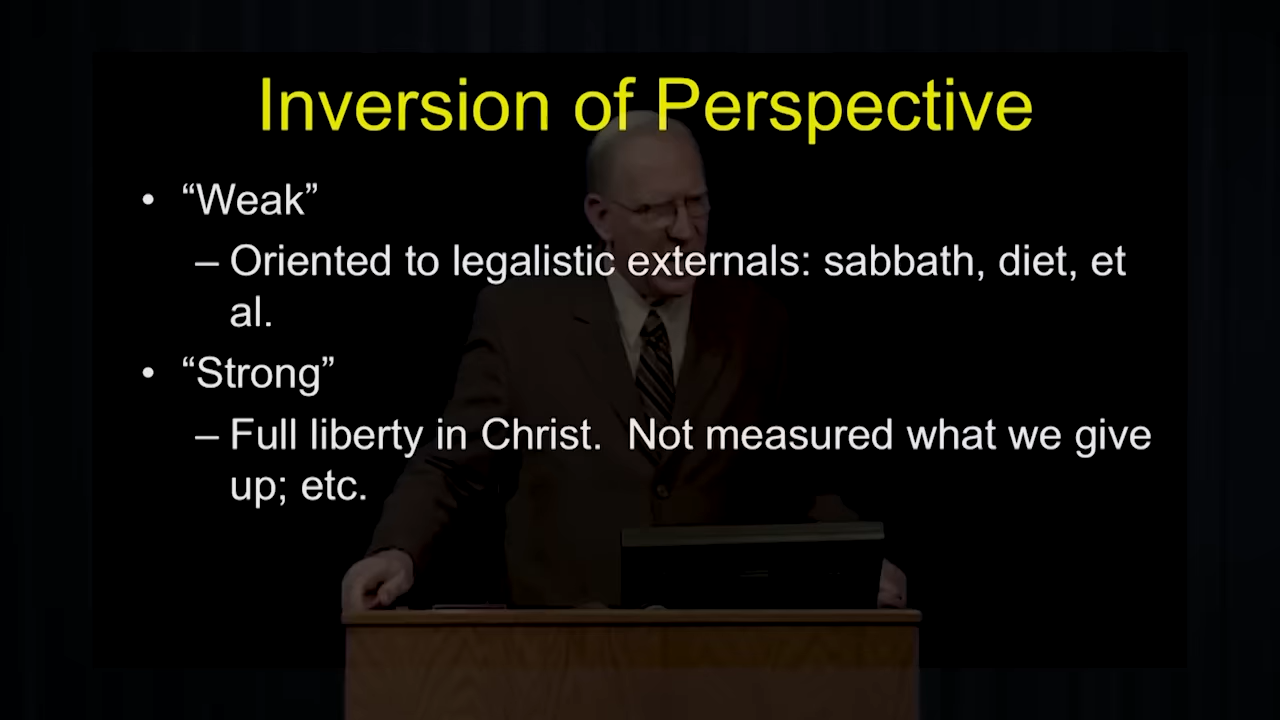 Inversion of Perspective
• “Weak”
– Oriented to legalistic externals: sabbath, diet, et
al.
• “Strong”
– Full liberty in Christ.  Not measured what we give
up; etc.